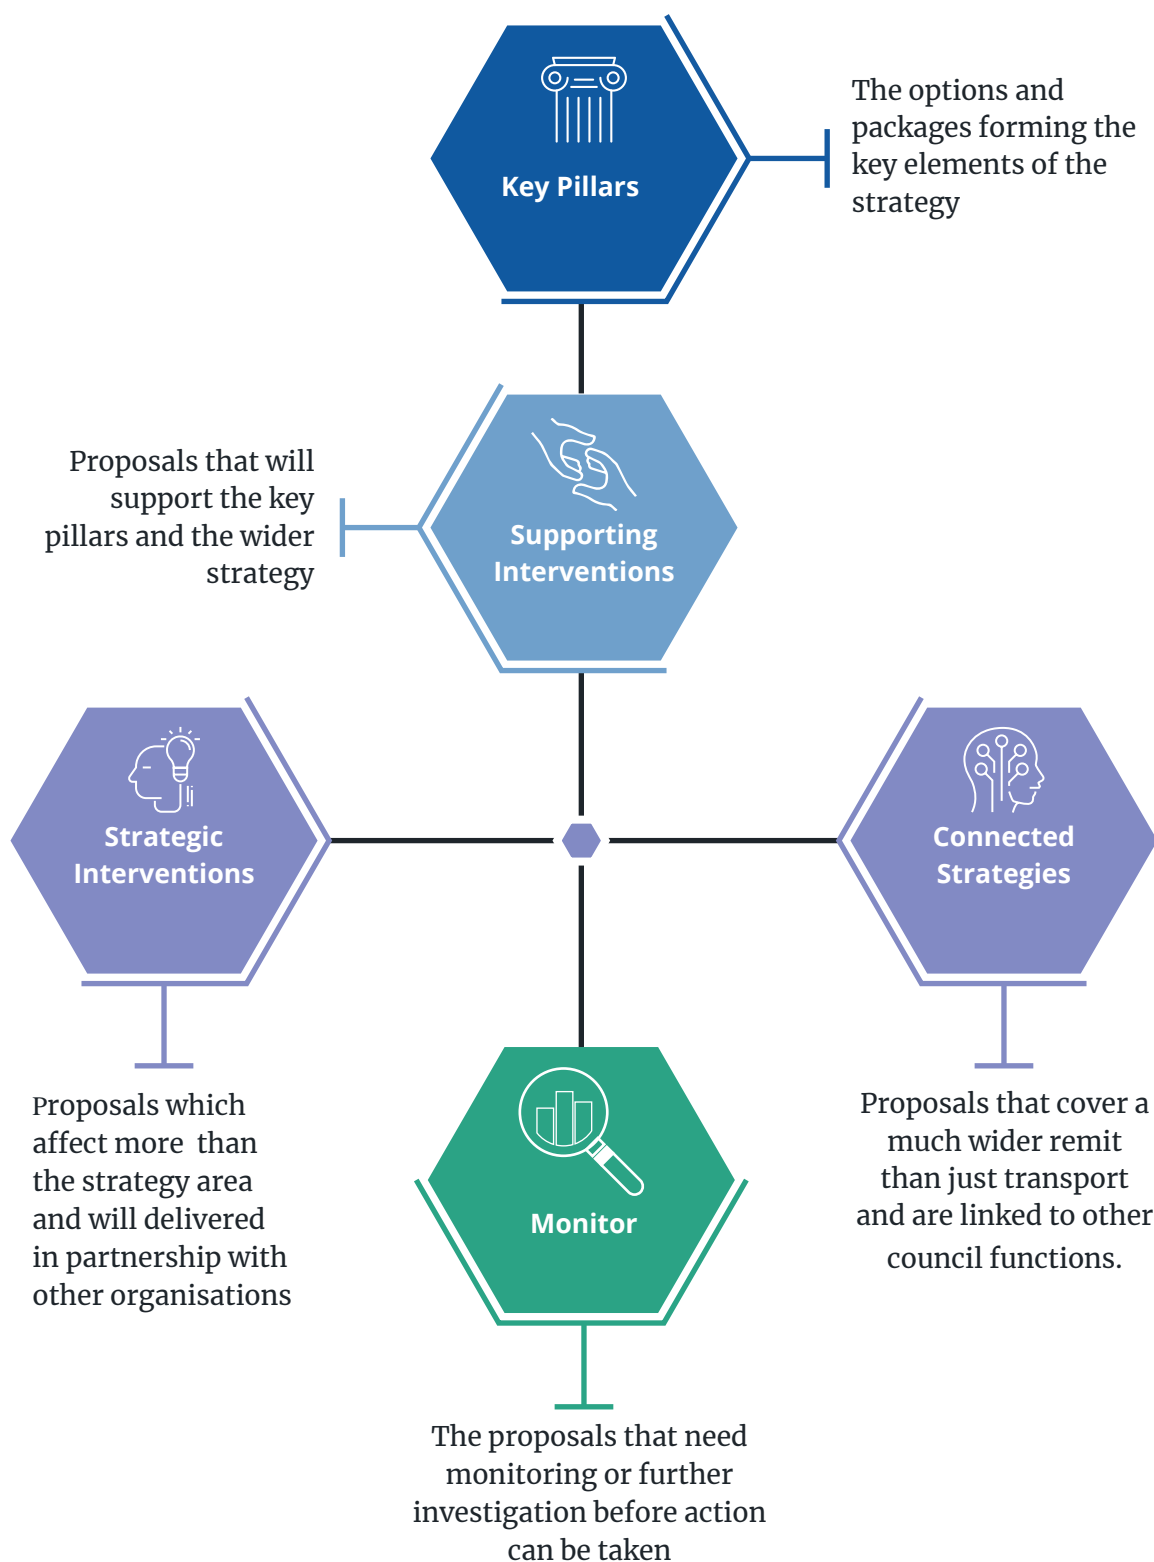 Key Pillars
The options and
packages forming the
key elements of the
strategy
Proposals that will
support the key
pillars and the wider
strategy
Supporting
Interventions
Strategic
Interventions
Connected
Strategies
Proposals which
affect more  than
the strategy area
and will delivered
in partnership with
other organisations
Proposals that cover a
much wider remit
than just transport
and are linked to other
council functions.
Monitor
The proposals that need
monitoring or further
investigation before action
can be taken